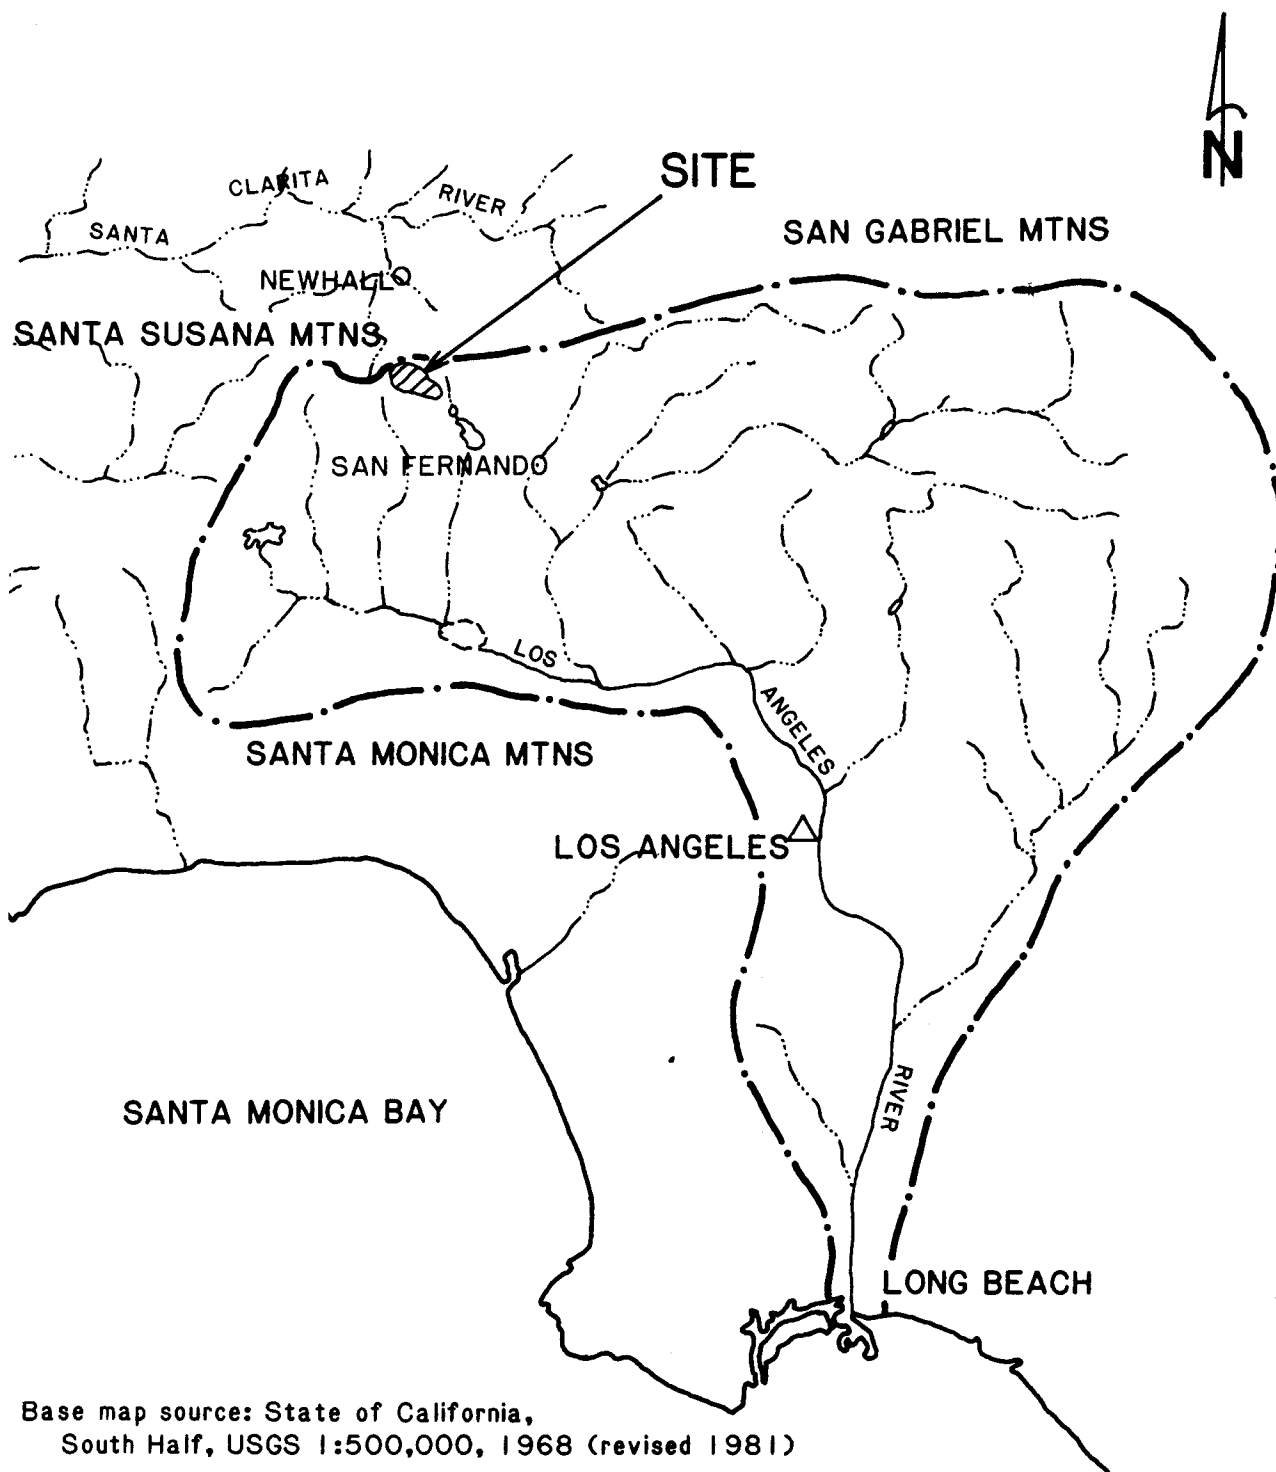 N
SITE
CLARITA
RIVER
SANTA
SAN GABRIEL MTNS
NEWHALL
SANTA SUSANA MTNS
SAN FERNANDO
LOS
ANGELES
SANTA MONICA MTNS
LOS ANGELES
RIVER
SANTA MONICA BAY
LONG BEACH
Base map source: State of California,
South Half, USGS 1:500,000, 1968 (revised 1981)